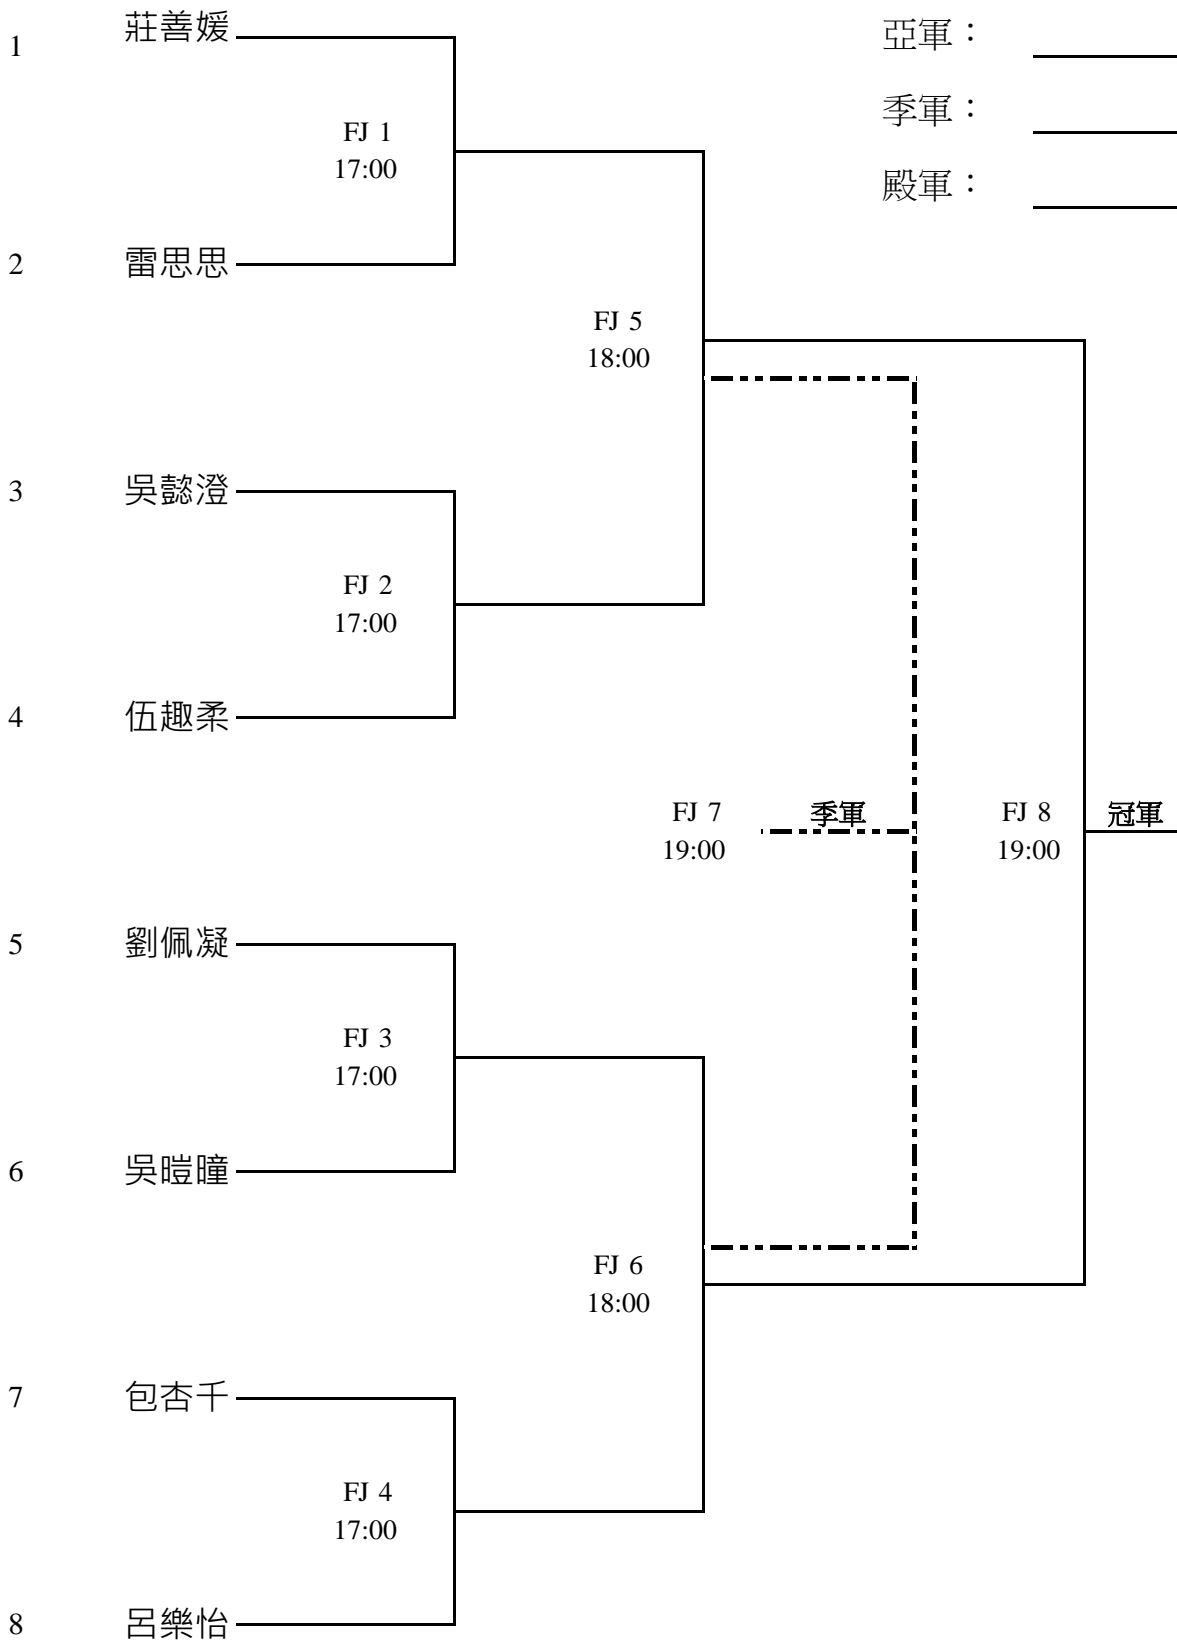 1 莊善媛
亞軍：
FJ 1
17:00
季軍：
殿軍：
2 雷思思
FJ 5
18:00
3 吳懿澄
FJ 2
17:00
4 伍趣柔
FJ 7
19:00
季軍
FJ 8
19:00
冠軍
5 劉佩凝
FJ 3
17:00
6 吳暟瞳
FJ 6
18:00
7 包杏千
FJ 4
17:00
8 呂樂怡